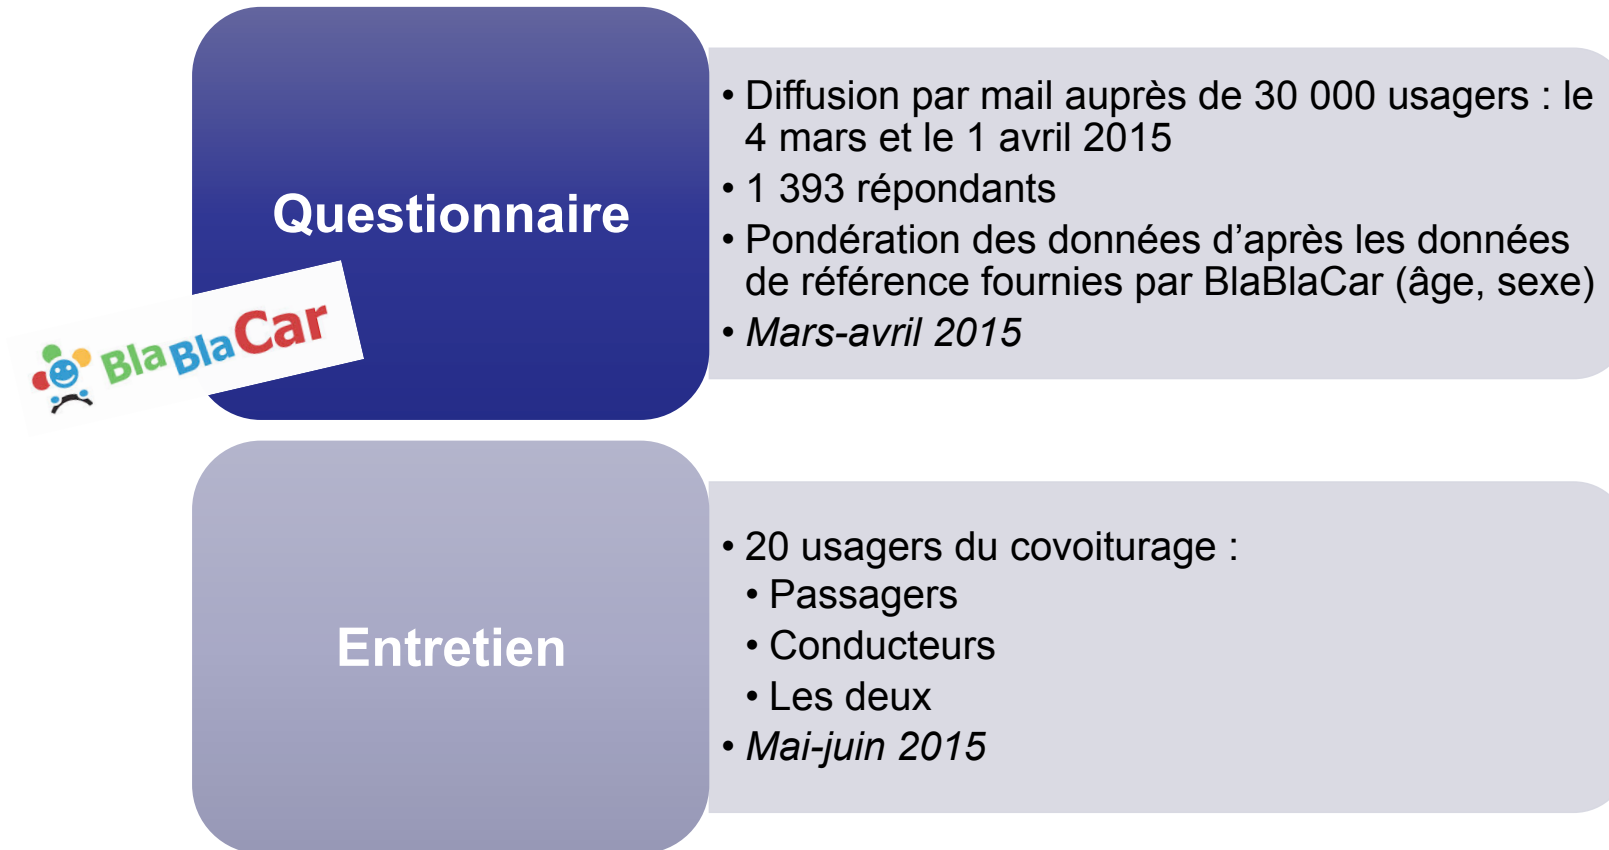 Questionnaire
• Diffusion par mail auprès de 30 000 usagers : le
4 mars et le 1 avril 2015
• 1 393 répondants
• Pondération des données d’après les données
de référence fournies par BlaBlaCar (âge, sexe)
• Mars-avril 2015
BlaBlaCar
Entretien
• 20 usagers du covoiturage :
• Passagers
• Conducteurs
• Les deux
• Mai-juin 2015